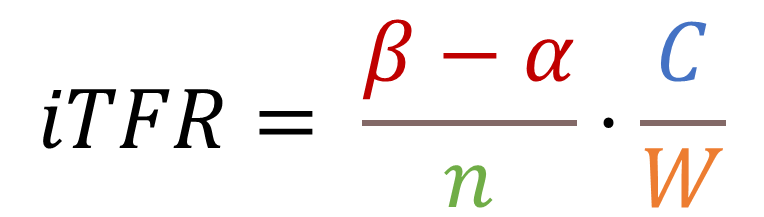 iTFR = (β − α)/n · C/W